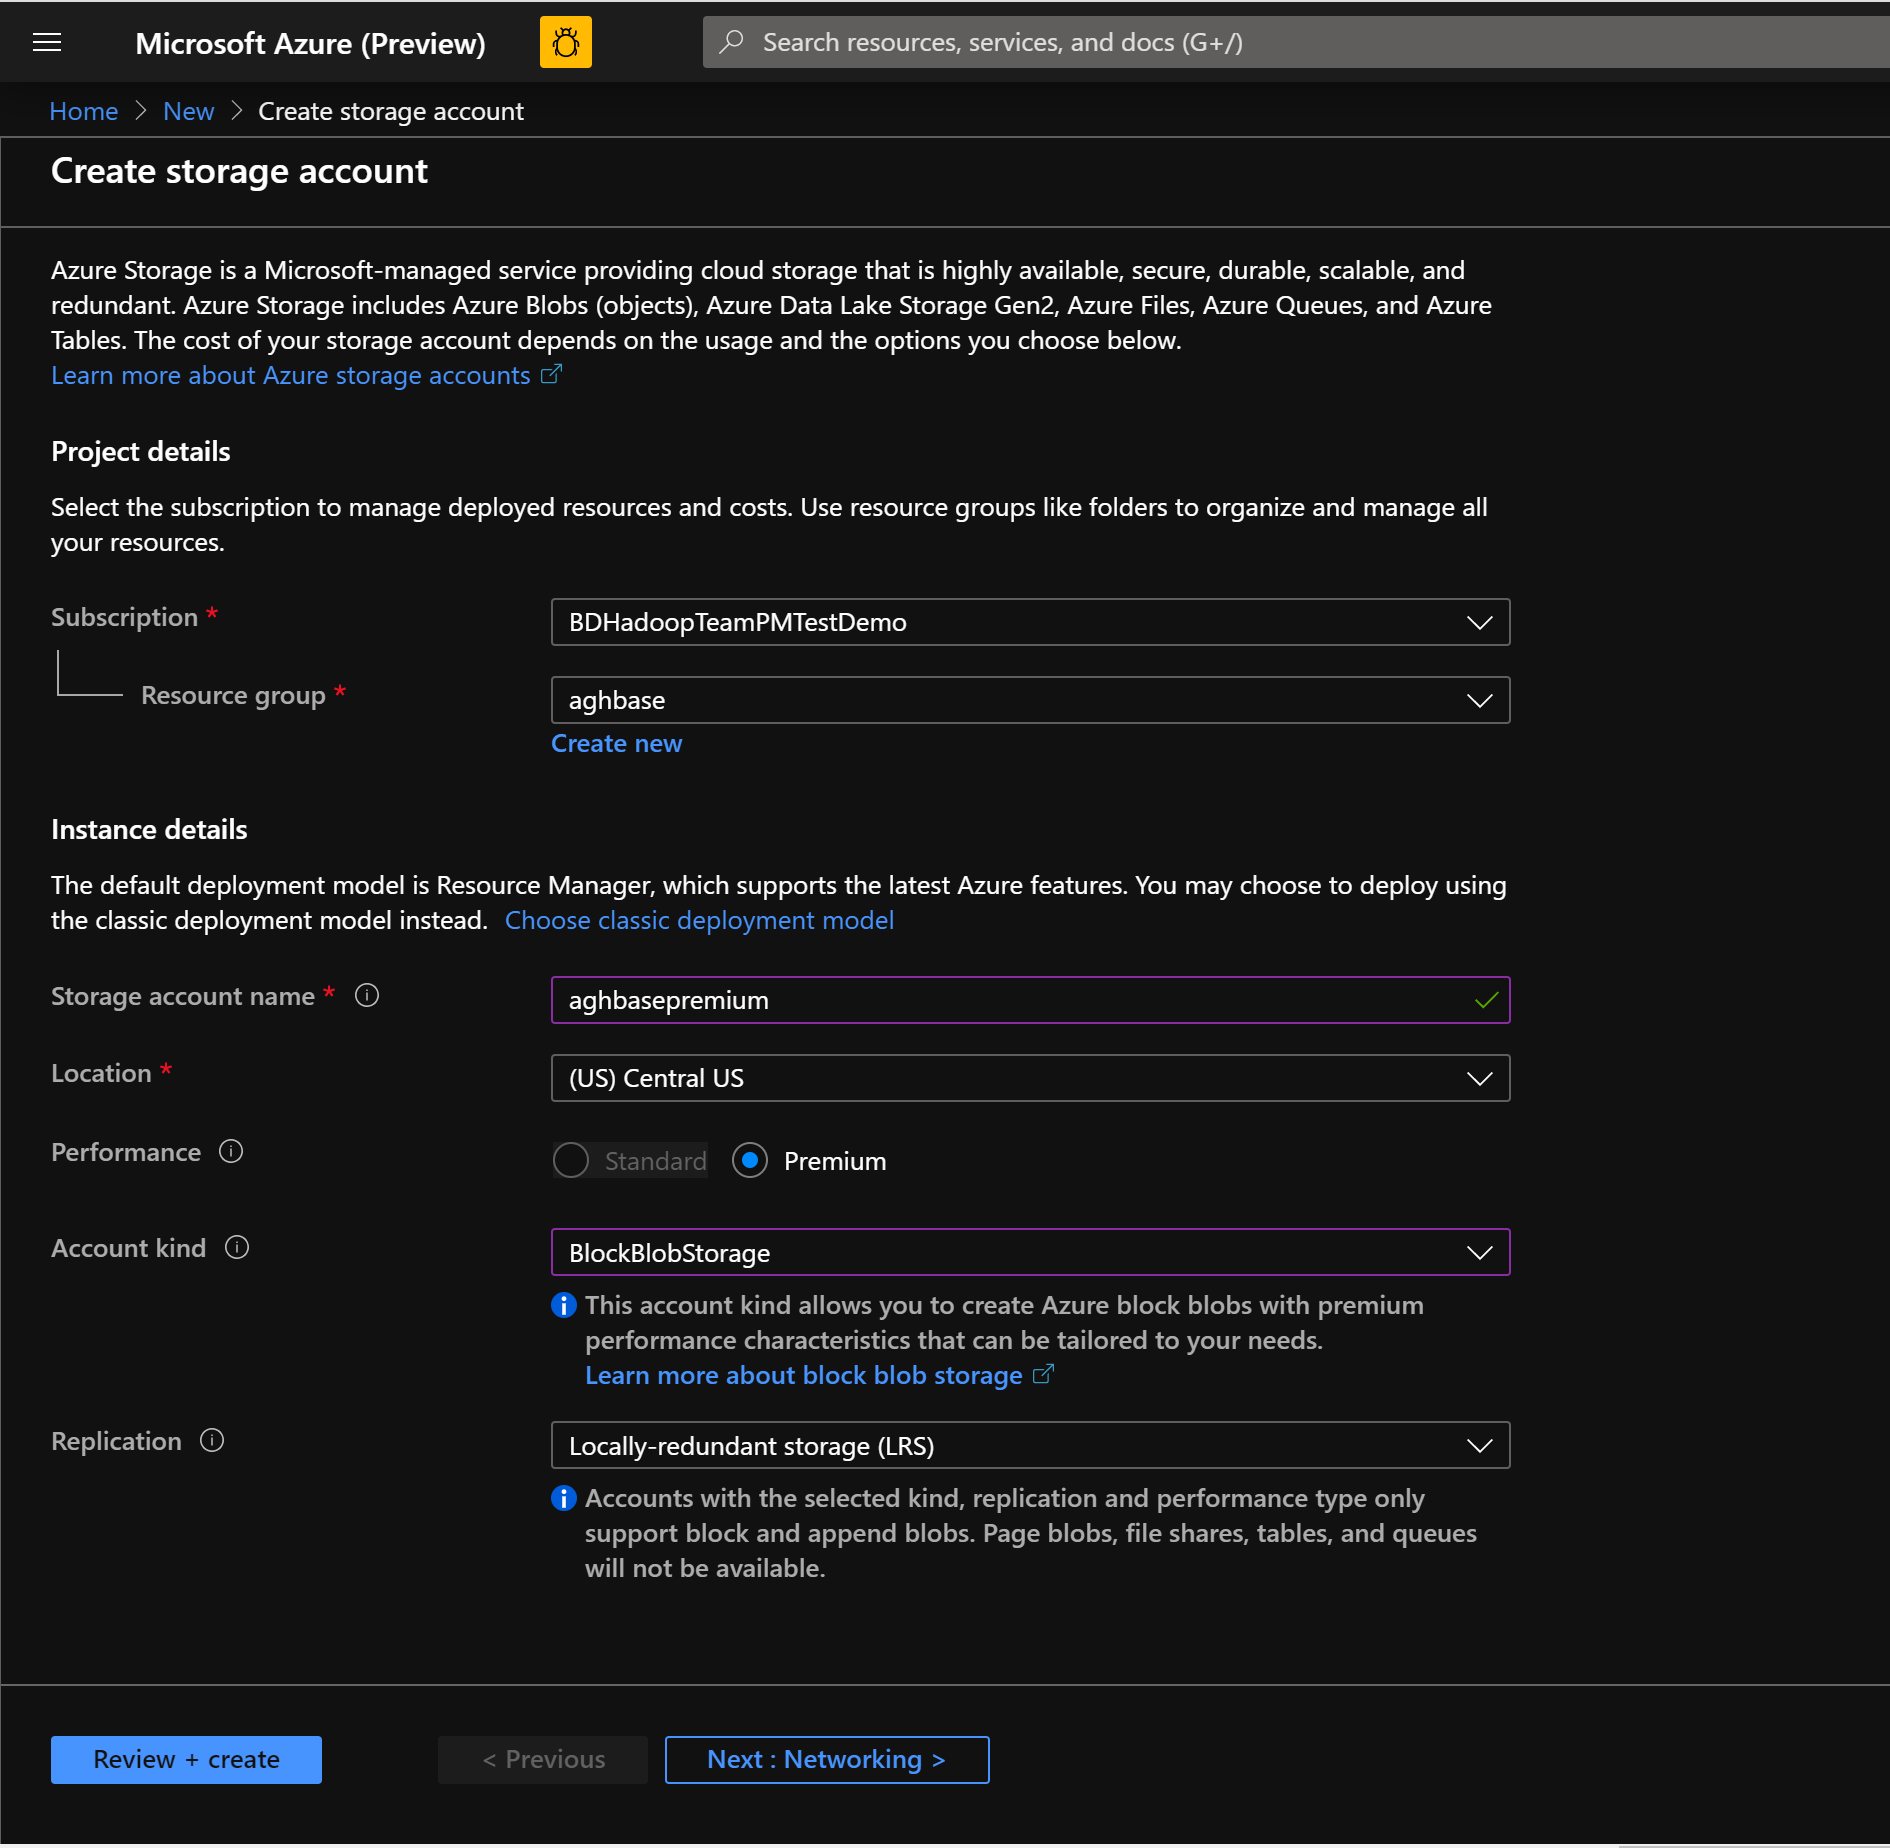 Microsoft Azure (Preview)
Search resources, services, and docs (G+/)
Home > New > Create storage account
Create storage account
Azure Storage is a Microsoft-managed service providing cloud storage that is highly available, secure, durable, scalable, and
redundant. Azure Storage includes Azure Blobs (objects), Azure Data Lake Storage Gen2, Azure Files, Azure Queues, and Azure
Tables. The cost of your storage account depends on the usage and the options you choose below.
Learn more about Azure storage accounts
Project details
Select the subscription to manage deployed resources and costs. Use resource groups like folders to organize and manage all
your resources.
Subscription *
BDHadoopTeamPMTestDemo
Resource group *
aghbase
Create new
Instance details
The default deployment model is Resource Manager, which supports the latest Azure features. You may choose to deploy using
the classic deployment model instead. Choose classic deployment model
Storage account name *
aghbasepremium
Location *
(US) Central US
Performance
Standard
Premium
Account kind
BlockBlobStorage
This account kind allows you to create Azure block blobs with premium
performance characteristics that can be tailored to your needs.
Learn more about block blob storage
Replication
Locally-redundant storage (LRS)
Accounts with the selected kind, replication and performance type only
support block and append blobs. Page blobs, file shares, tables, and queues
will not be available.
Review + create
< Previous
Next : Networking >